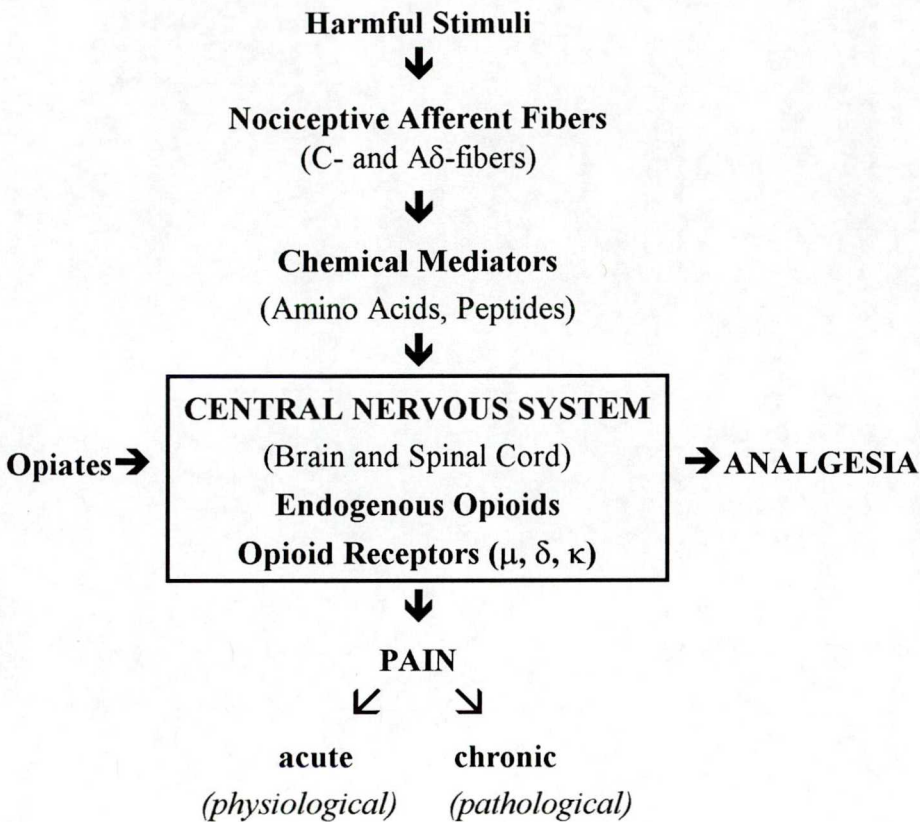 Harmful Stimuli
Nociceptive Afferent Fibers
(C- and Aδ-fibers)
Chemical Mediators
(Amino Acids, Peptides)
CENTRAL NERVOUS SYSTEM
(Brain and Spinal Cord)
Opiates
ANALGESIA
Endogenous Opioids
Opioid Receptors (μ, δ, κ)
PAIN
acute chronic
(physiological) (pathological)